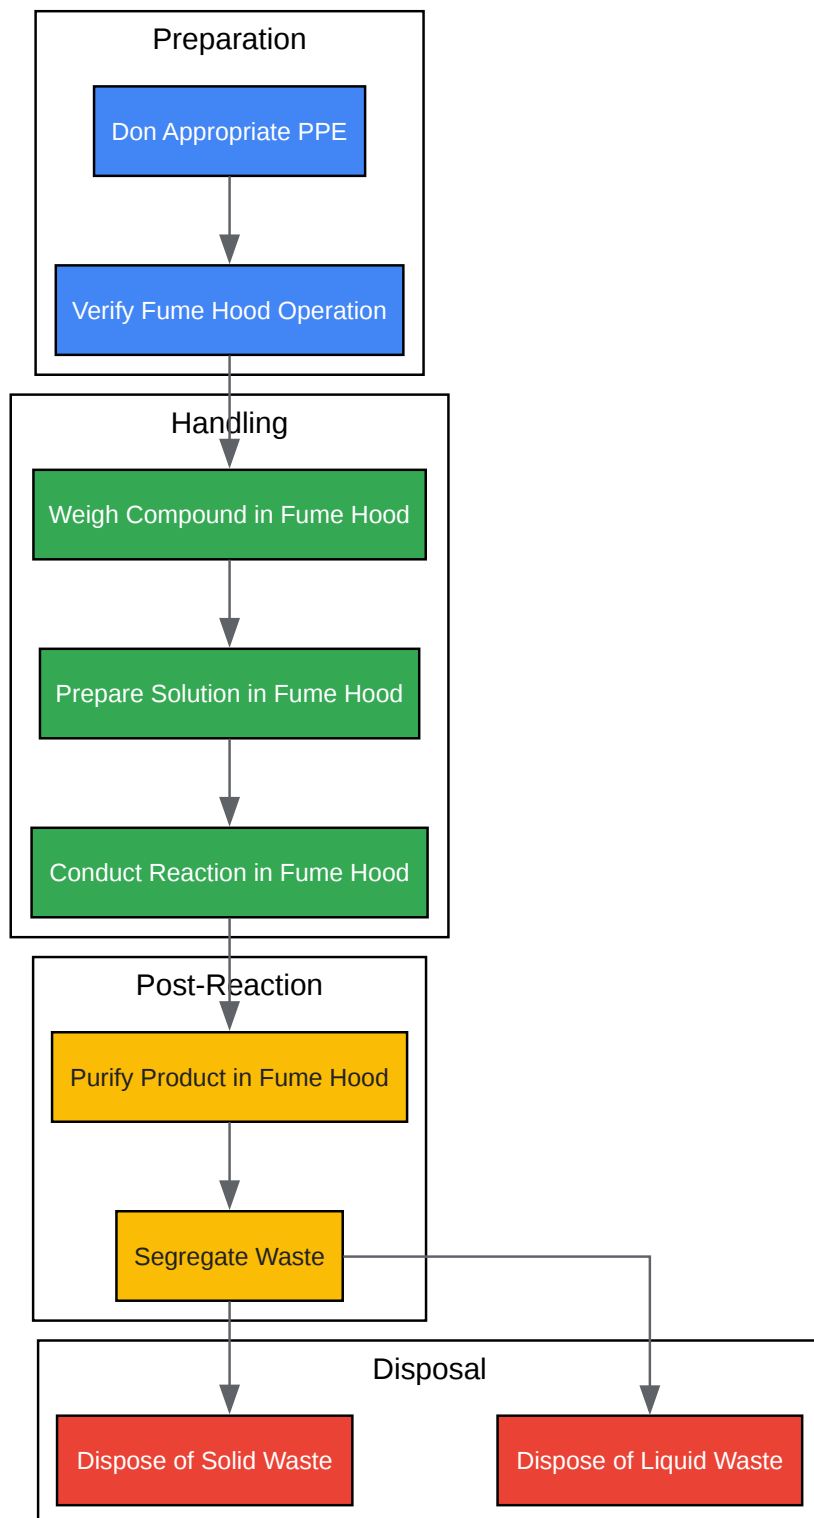 Preparation
Don Appropriate PPE
Verify Fume Hood Operation
Handling
Weigh Compound in Fume Hood
Prepare Solution in Fume Hood
Conduct Reaction in Fume Hood
Post-Reaction
Purify Product in Fume Hood
Segregate Waste
Disposal
Dispose of Solid Waste
Dispose of Liquid Waste